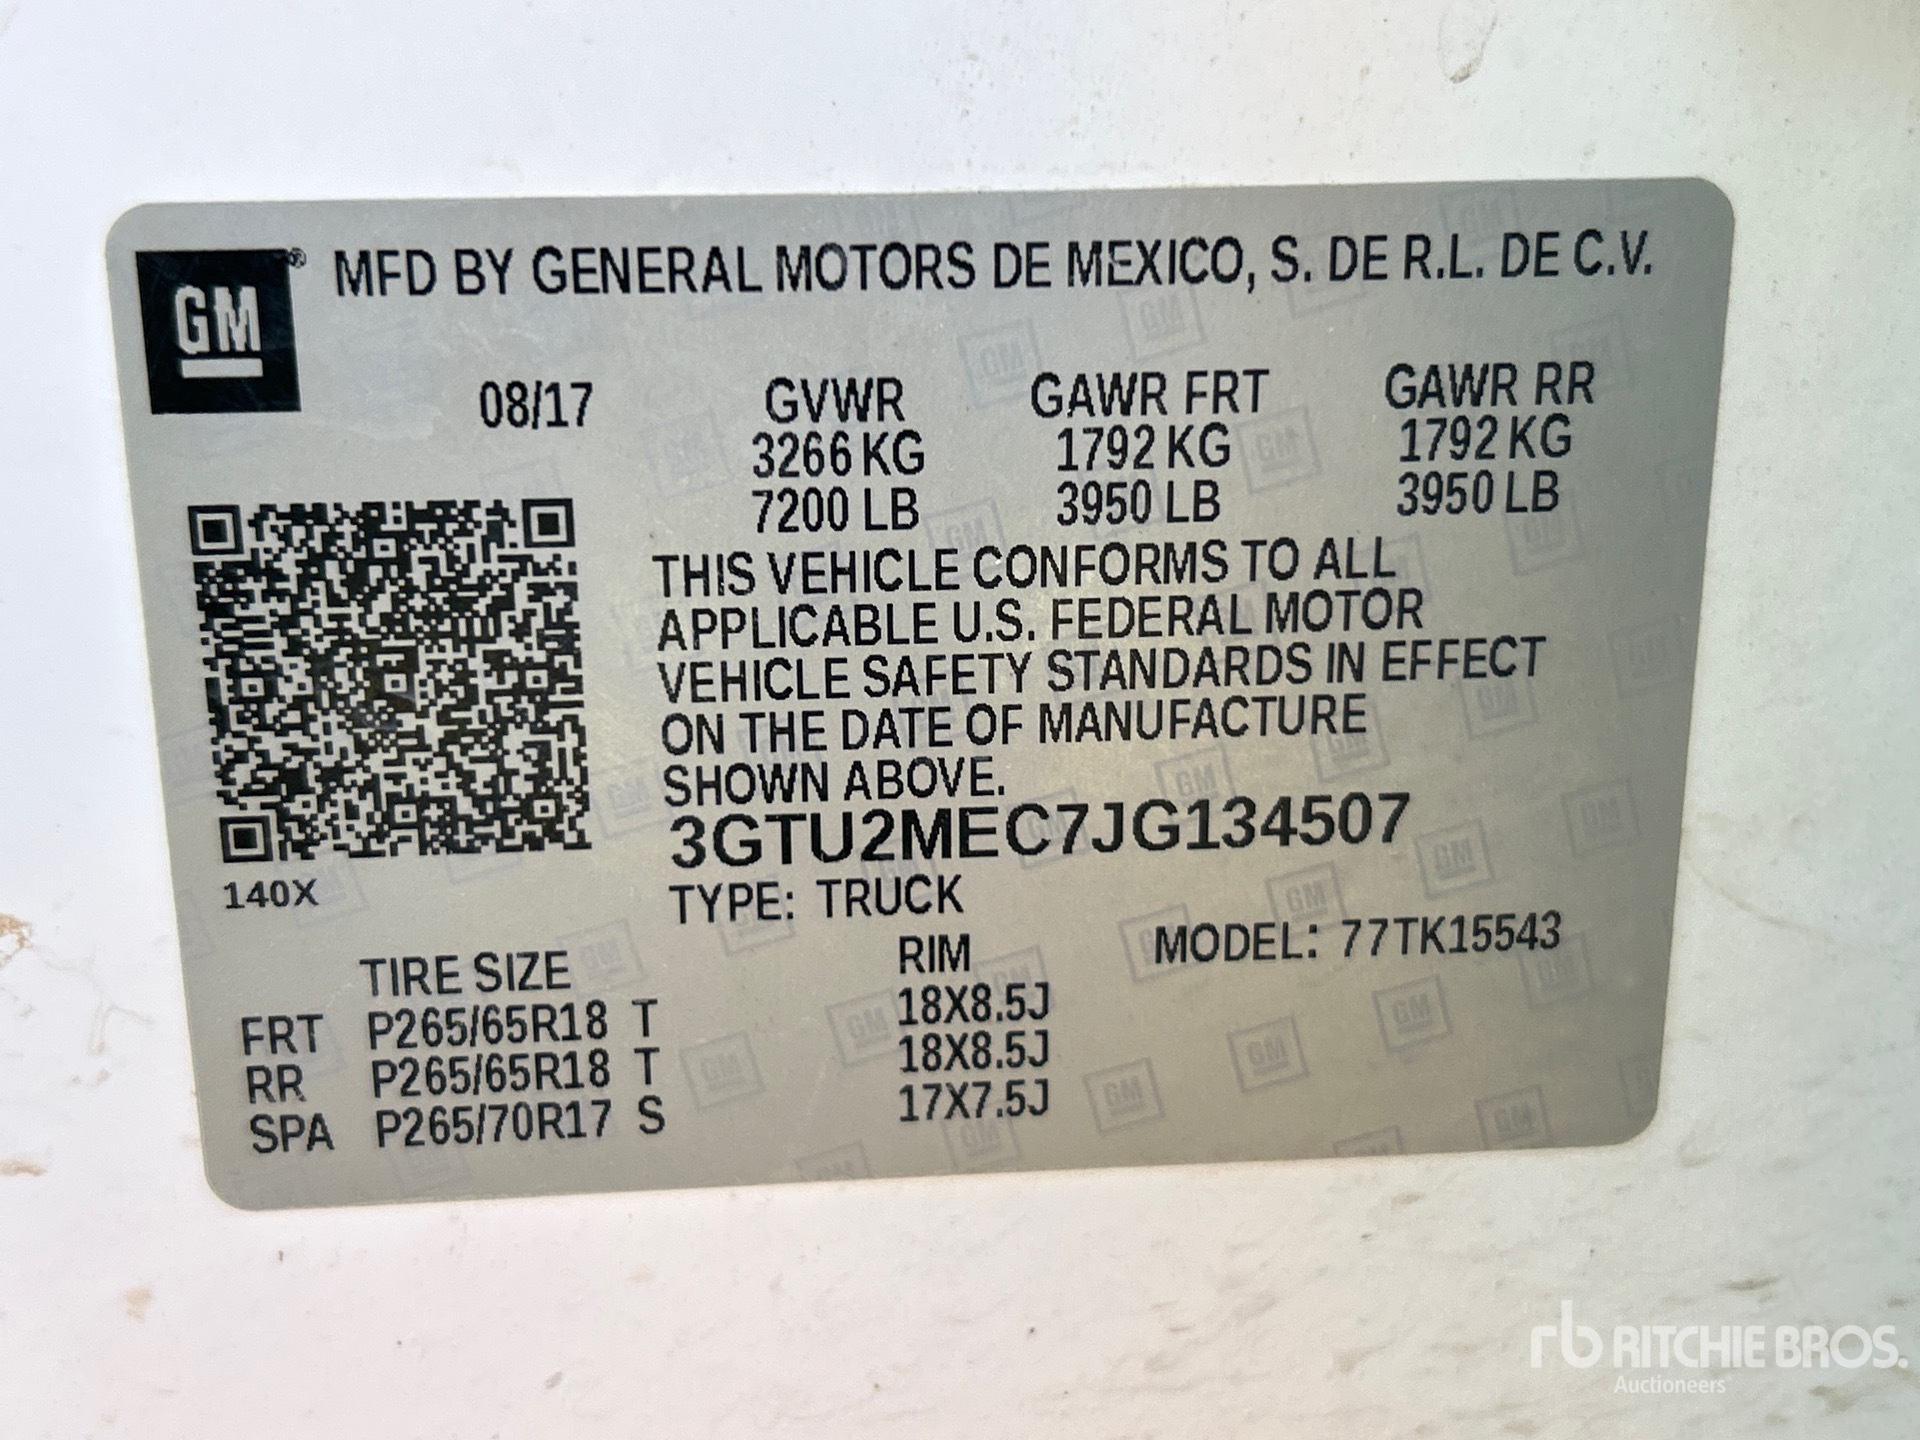 GM ® MFD BY GENERAL MOTORS DE MEXICO, S. DE R.L. DE C.V.
08/17 GVWR GAWR FRT GAWR RR
3266 KG 1792 KG 1792 KG
7200 LB 3950 LB 3950 LB
THIS VEHICLE CONFORMS TO ALL
APPLICABLE U.S. FEDERAL MOTOR
VEHICLE SAFETY STANDARDS IN EFFECT
ON THE DATE OF MANUFACTURE
SHOWN ABOVE.
3GTU2MEC7JG134507
140X
TYPE: TRUCK
MODEL: 77TK15543
TIRE SIZE RIM
FRT P265/65R18 T 18X8.5J
RR P265/65R18 T 18X8.5J
SPA P265/70R17 S 17X7.5J
rb RITCHIE BROS.
Auctioneers